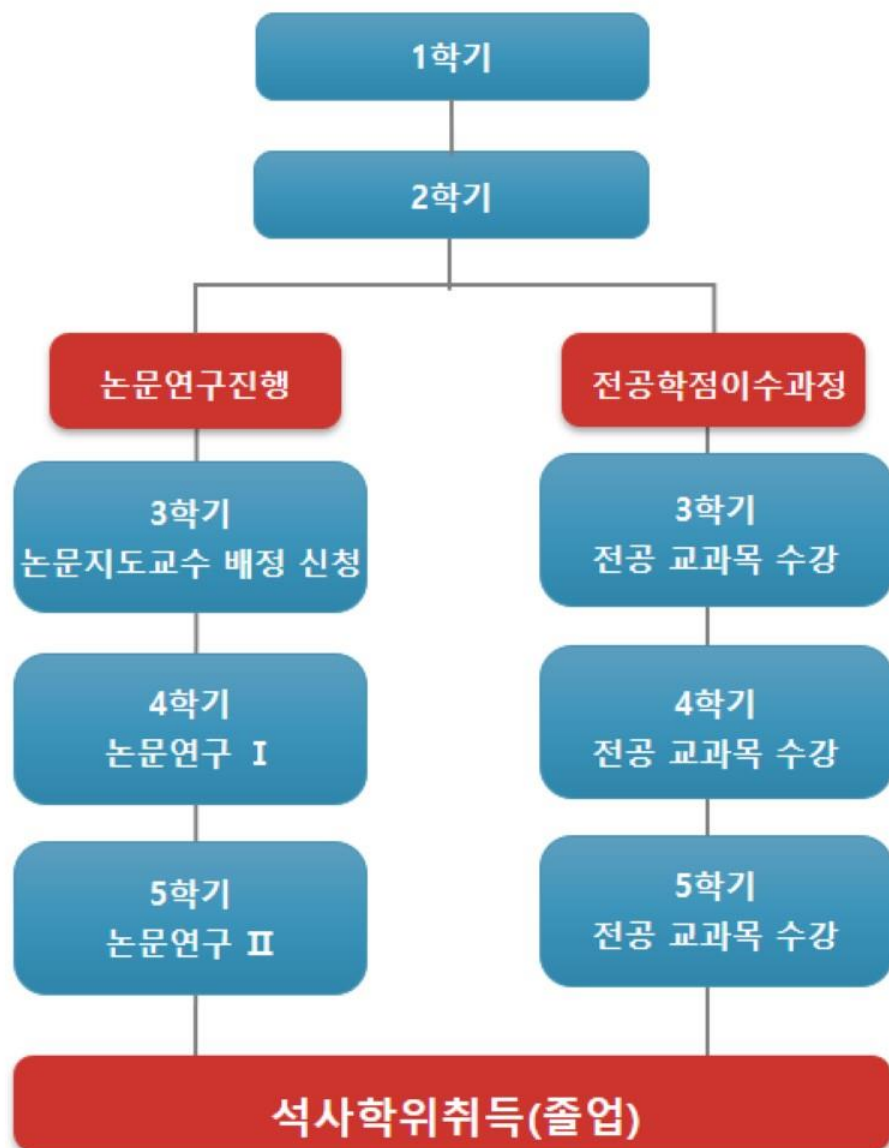 1학기
2학기
논문연구진행
전공학점이수과정
3학기
논문지도교수 배정 신청
3학기
전공 교과목 수강
4학기
논문연구 Ⅰ
4학기
전공 교과목 수강
5학기
논문연구 Ⅱ
5학기
전공 교과목 수강
석사학위취득(졸업)